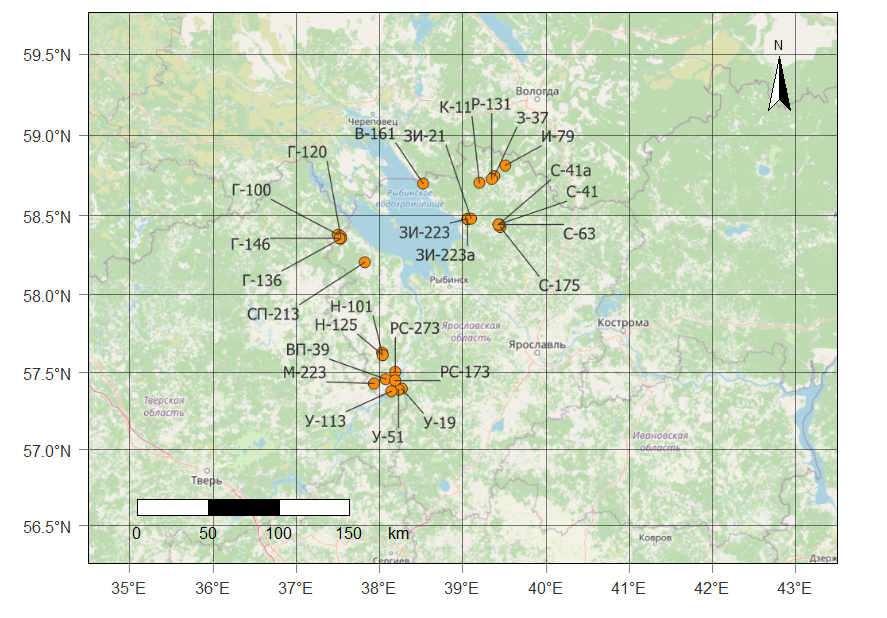 59.5°N
59.0°N
58.5°N
58.0°N
57.5°N
57.0°N
56.5°N
N
Вологда
Череповец
К-11
Р-131
З-37
И-79
В-161
ЗИ-21
Г-120
С-41а
С-41
Г-100
Рыбинское
водохранилище
ЗИ-223
С-63
Г-146
ЗИ-223а
Г-136
Рыбинск
С-175
СП-213
Н-101
Н-125
РС-273
Ярославская
область
Кострома
Ярославль
ВП-39
М-223
РС-173
Тверская
область
У-113
У-51
У-19
Ивановская
область
Тверь
0
50
100
150
km
Ковров
Сергиев
Дзерж
35°E
36°E
37°E
38°E
39°E
40°E
41°E
42°E
43°E